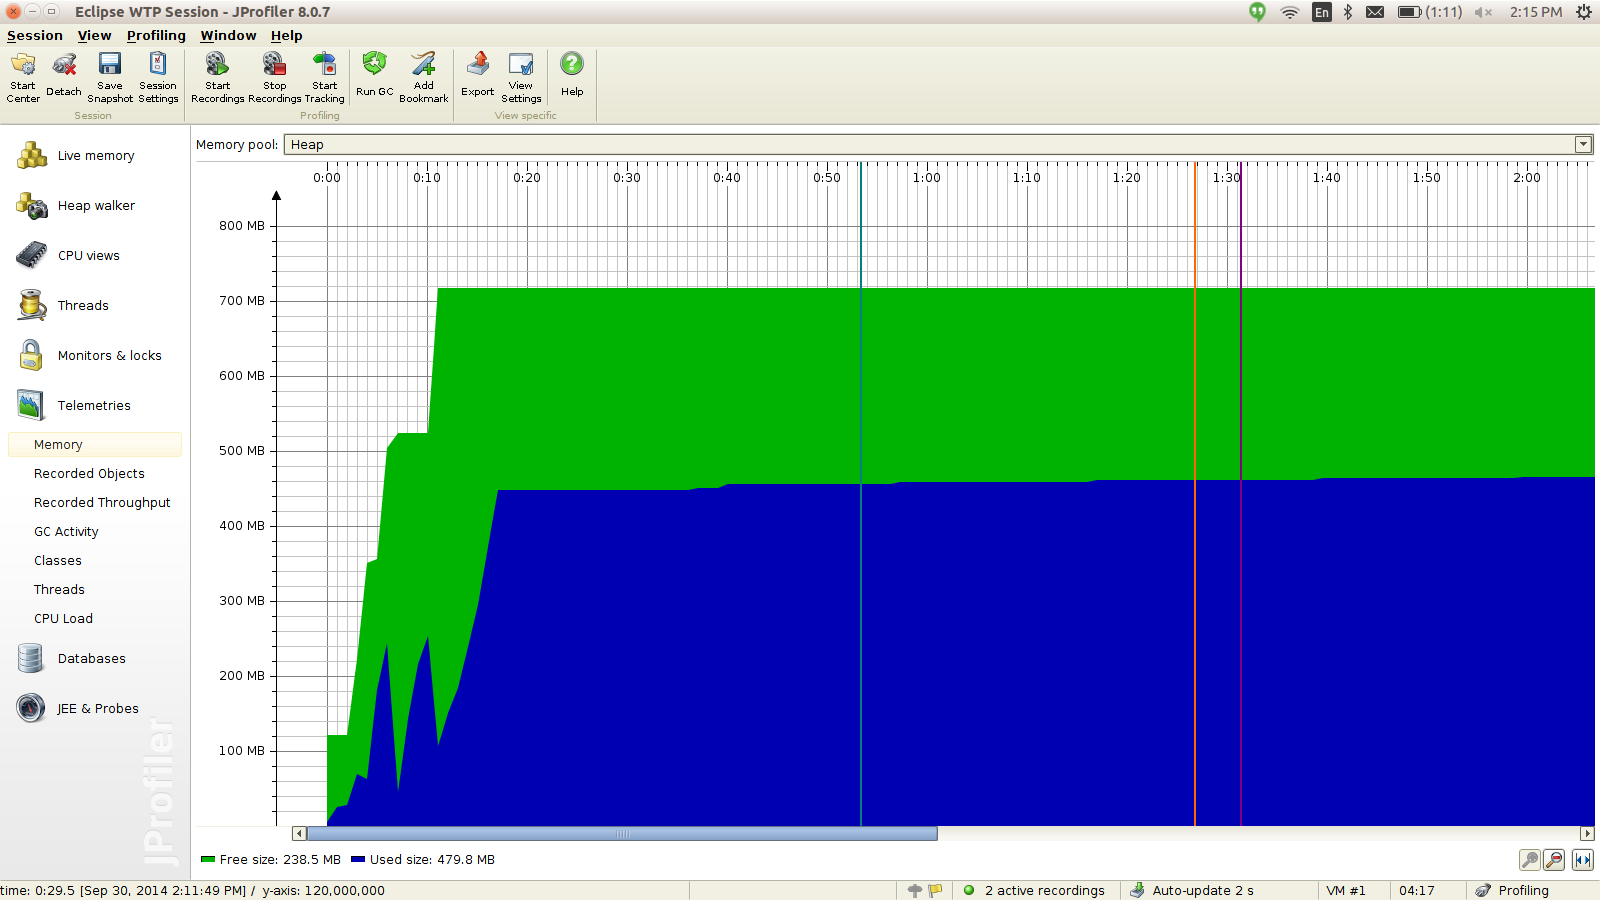 Eclipse WTP Session - JProfiler 8.0.7
En
(1:11)
2:15 PM
Session View Profiling Window Help
Start Center
Detach
Save Snapshot
Session Settings
Start Recordings
Stop Recordings
Start Tracking
Run GC
Add Bookmark
Export
View Settings
Help
Session
Profiling
View specific
Live memory
Heap walker
CPU views
Threads
Monitors & locks
Telemetries
Memory
Recorded Objects
Recorded Throughput
GC Activity
Classes
Threads
CPU Load
Databases
JEE & Probes
JProfiler
Memory pool: Heap
0:00 0:10 0:20 0:30 0:40 0:50 1:00 1:10 1:20 1:30 1:40 1:50 2:00
800 MB
700 MB
600 MB
500 MB
400 MB
300 MB
200 MB
100 MB
Free size: 238.5 MB Used size: 479.8 MB
time: 0:29.5 [Sep 30, 2014 2:11:49 PM] / y-axis: 120,000,000
2 active recordings
Auto-update 2 s
VM #1
04:17
Profiling